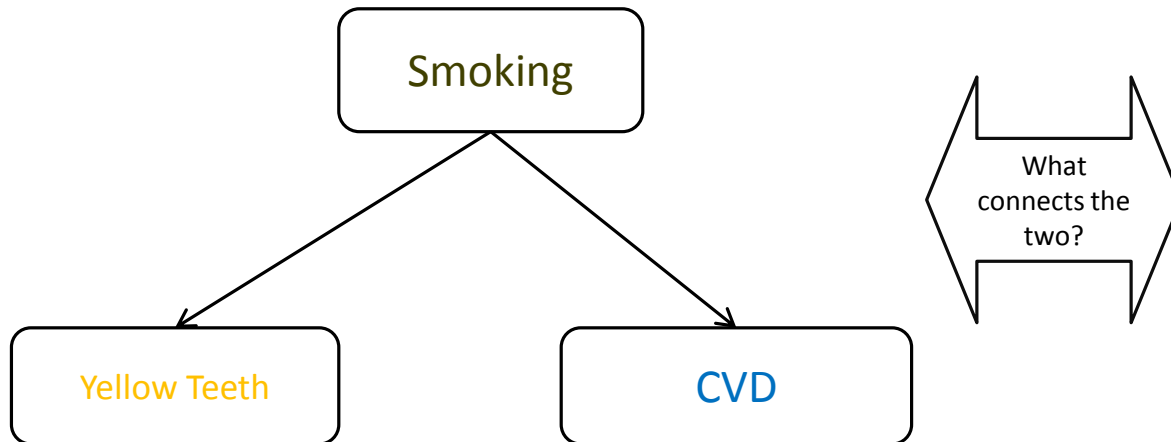 Smoking
What
connects the
two?
Yellow Teeth
CVD